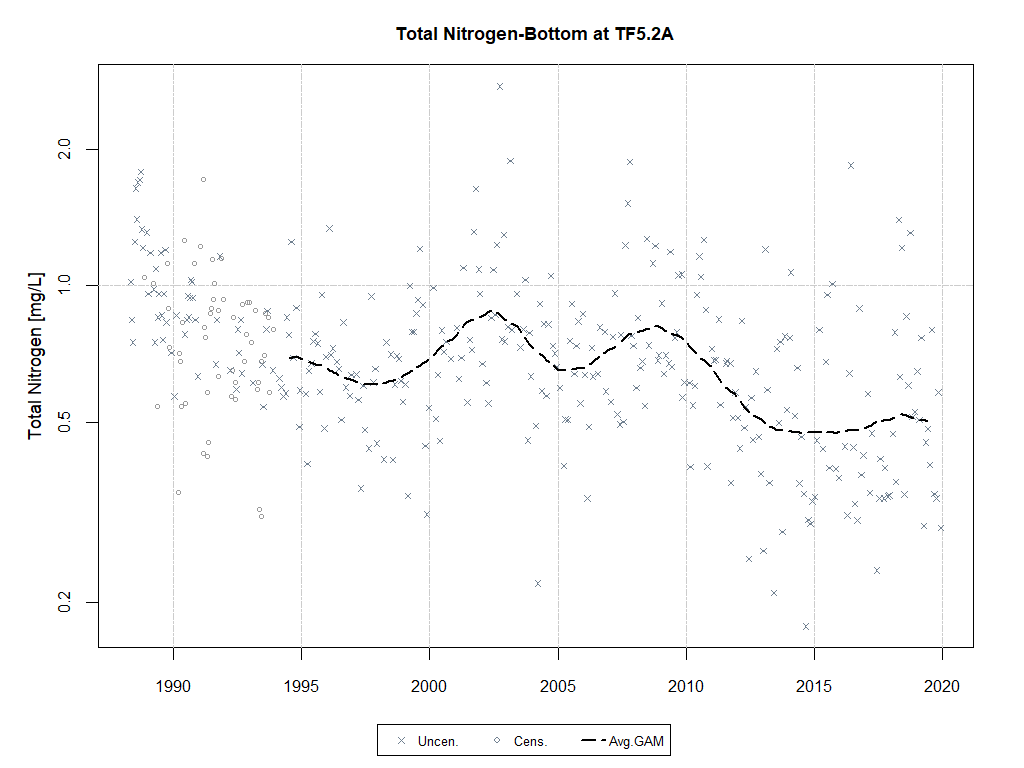 Total Nitrogen-Bottom at TF5.2A
Total Nitrogen [mg/L]
2.0
1.0
0.5
0.2
1990 1995 2000 2005 2010 2015 2020
Uncen. Cens. Avg.GAM